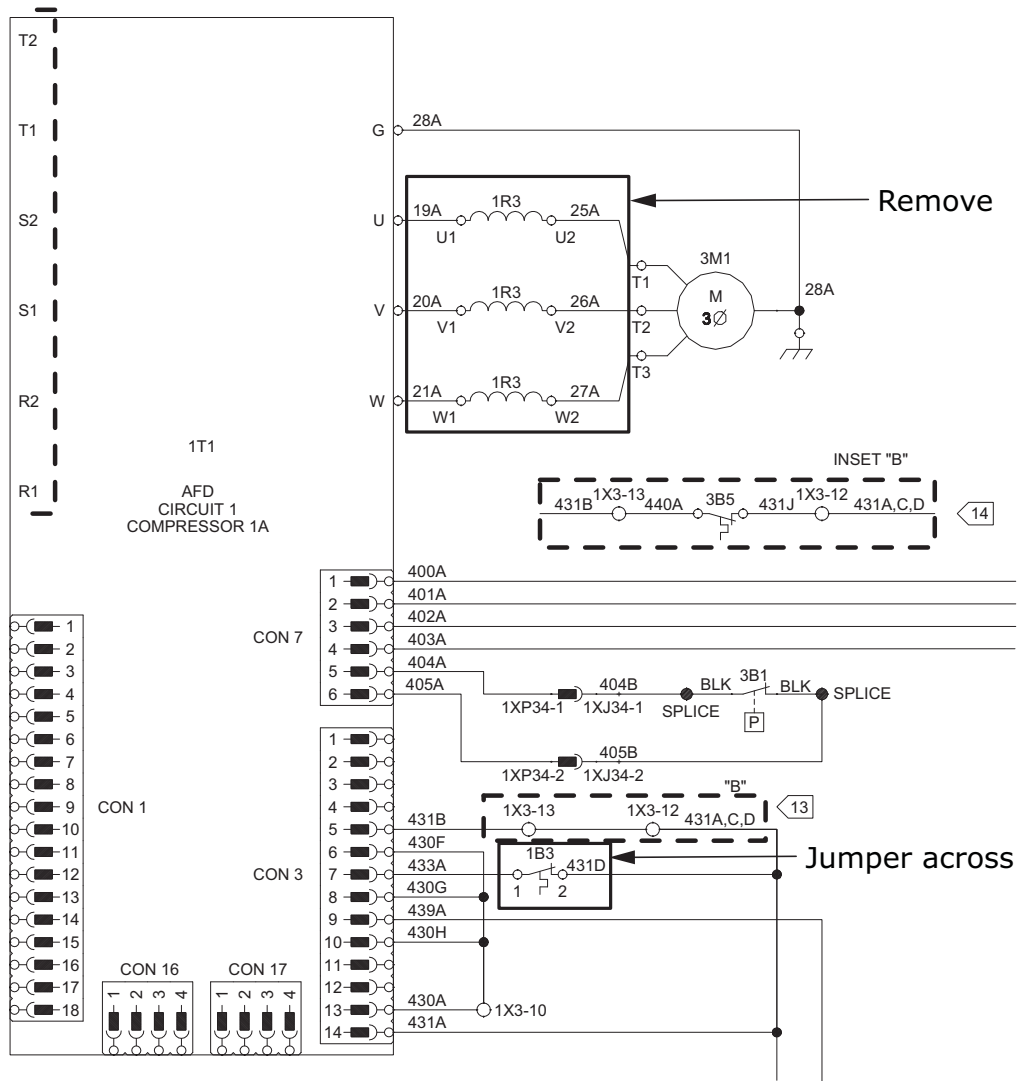 T2
T1
S2
S1
R2
R1
1T1
AFD
CIRCUIT 1
COMPRESSOR 1A
G 28A
Remove
U 19A 1R3 25A
U1 U2
V 20A 1R3 26A
V1 V2
W 21A 1R3 27A
W1 W2
T1
T2
T3
3M1
M
3∅
28A
INSET "B"
431B 1X3-13 440A 3B5 431J 1X3-12 431A,C,D
14
CON 7
1 400A
2 401A
3 402A
4 403A
5 404A
6 405A
1XP34-1 1XJ34-1 404B SPLICE BLK 3B1 BLK SPLICE
P
1XP34-2 1XJ34-2 405B
"B"
13
1X3-13 1X3-12 431A,C,D
1B3 431D
1 2
Jumper across
CON 3
1
2
3
4
5 431B
6 430F
7 433A
8 430G
9 439A
10 430H
11
12
13 430A 1X3-10
14 431A
CON 1
1
2
3
4
5
6
7
8
9
10
11
12
13
14
15
16
17
18
CON 16
1 2 3 4
CON 17
1 2 3 4